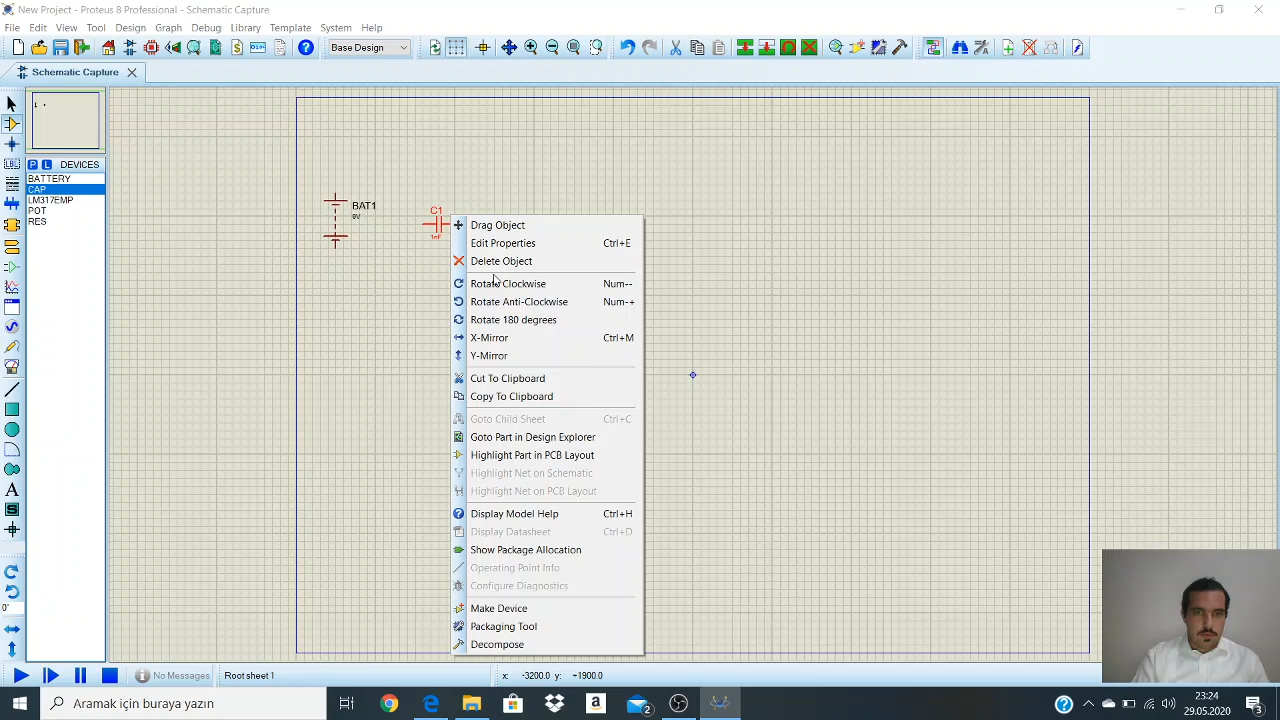 New Project - Proteus 8 Professional - Schematic Capture
File Edit View Tool Design Graph Debug Library Template System Help
Base Design
Schematic Capture
P L DEVICES
BATTERY
CAP
LM317EMP
POT
RES
BAT1
9V
C1
1nF
Drag Object
Edit Properties Ctrl+E
Delete Object
Rotate Clockwise Num--
Rotate Anti-Clockwise Num-+
Rotate 180 degrees
X-Mirror Ctrl+M
Y-Mirror
Cut To Clipboard
Copy To Clipboard
Goto Child Sheet Ctrl+C
Goto Part in Design Explorer
Highlight Part in PCB Layout
Highlight Net on Schematic
Highlight Net on PCB Layout
Display Model Help Ctrl+H
Display Datasheet Ctrl+D
Show Package Allocation
Operating Point Info
Configure Diagnostics
Make Device
Packaging Tool
Decompose
0°
No Messages Root sheet 1 x: -3200.0 y: +1900.0
Aramak için buraya yazın
2
23:24
29.05.2020
3